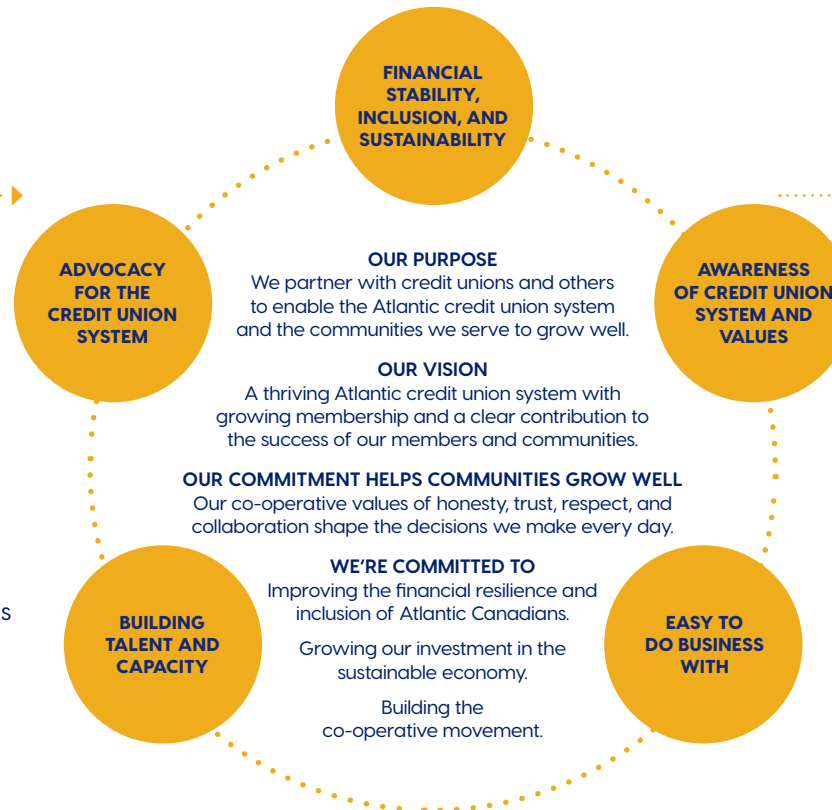 FINANCIAL
STABILITY,
INCLUSION, AND
SUSTAINABILITY
ADVOCACY
FOR THE
CREDIT UNION
SYSTEM
AWARENESS
OF CREDIT UNION
SYSTEM AND
VALUES
OUR PURPOSE
We partner with credit unions and others
to enable the Atlantic credit union system
and the communities we serve to grow well.
OUR VISION
A thriving Atlantic credit union system with
growing membership and a clear contribution to
the success of our members and communities.
OUR COMMITMENT HELPS COMMUNITIES GROW WELL
Our co-operative values of honesty, trust, respect, and
collaboration shape the decisions we make every day.
WE'RE COMMITTED TO
Improving the financial resilience and
inclusion of Atlantic Canadians.
Growing our investment in the
sustainable economy.
Building the
co-operative movement.
s
BUILDING
TALENT AND
CAPACITY
EASY TO
DO BUSINESS
WITH